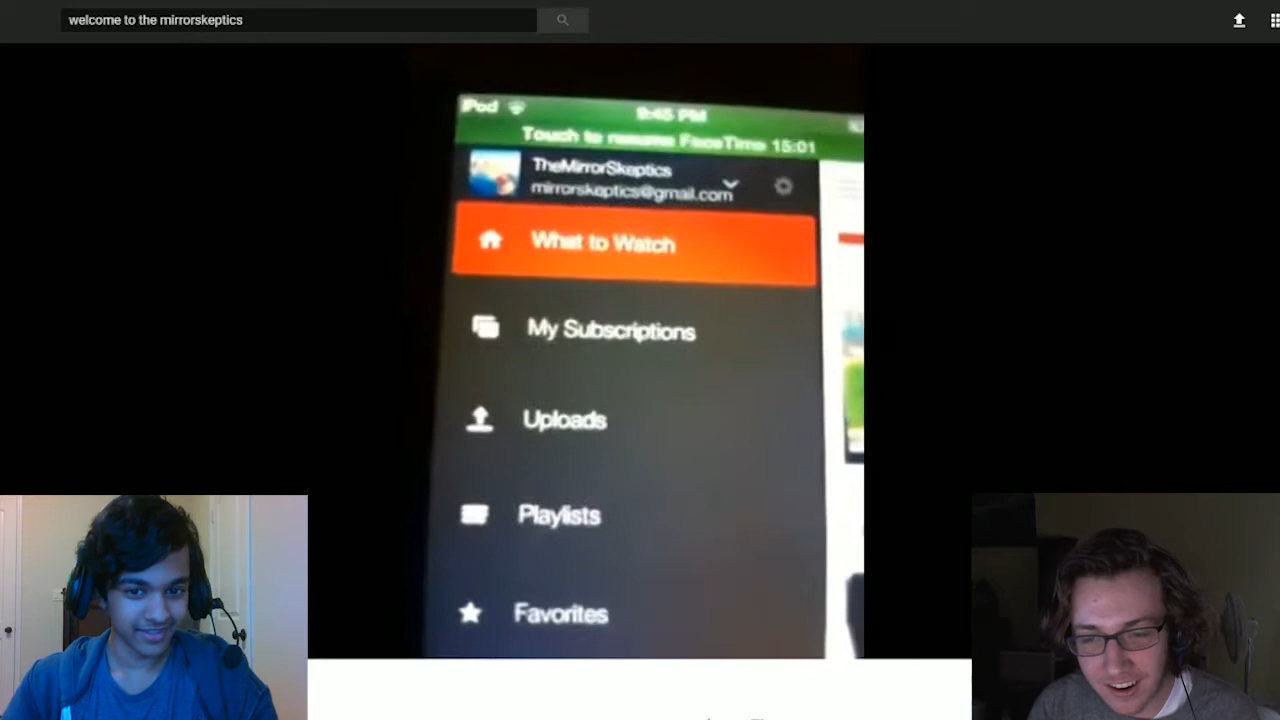 welcome to the mirrorskeptics
iPod 9:45 PM
Touch to resume FaceTime 15:01
TheMirrorSkeptics
mirrorskeptics@gmail.com
What to Watch
My Subscriptions
Uploads
Playlists
Favorites